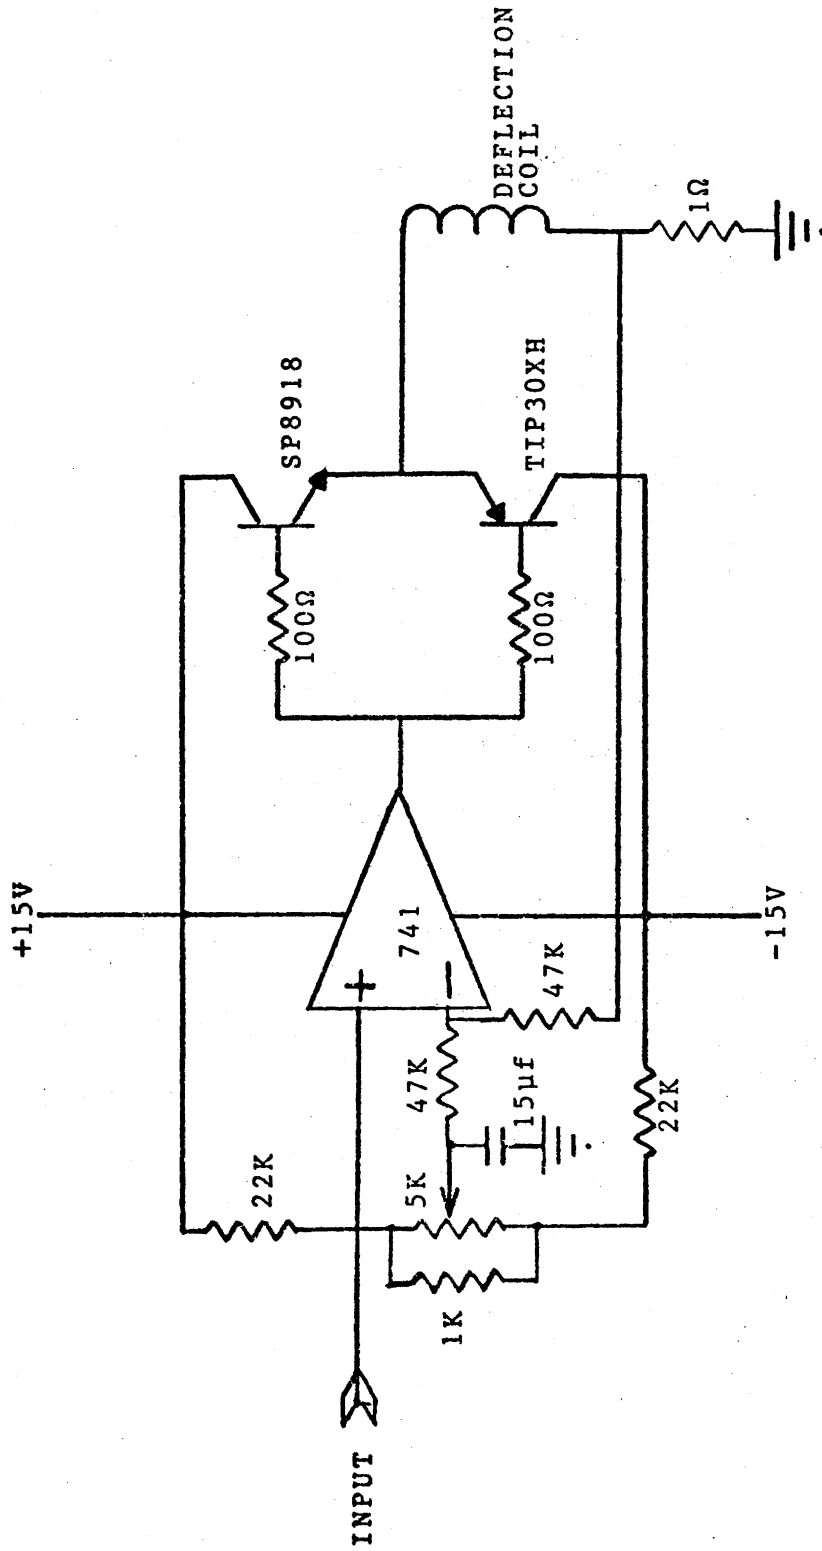 +15V
INPUT
22K
1K
5K
47K
15μf
47K
22K
+
−
741
-15V
100Ω
100Ω
SP8918
TIP30XH
DEFLECTION
COIL
1Ω